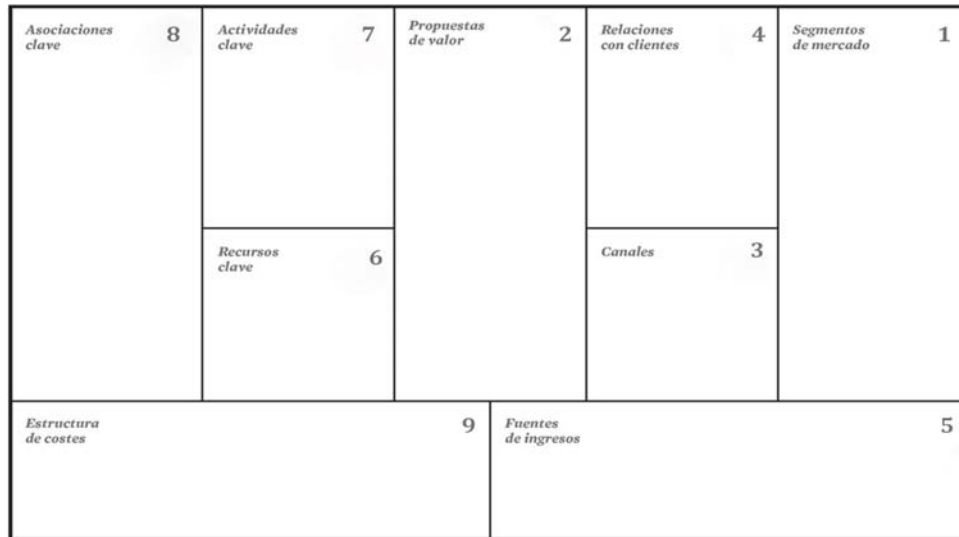 Asociaciones
clave
8
Actividades
clave
7
Propuestas
de valor
2
Relaciones
con clientes
4
Segmentos
de mercado
1
Recursos
clave
6
Canales
3
Estructura
de costes
9
Fuentes
de ingresos
5